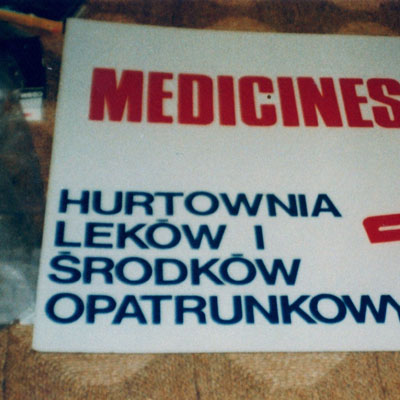 MEDICINES
HURTOWNIA
LEKÓW I
ŚRODKÓW
OPATRUNKOWY